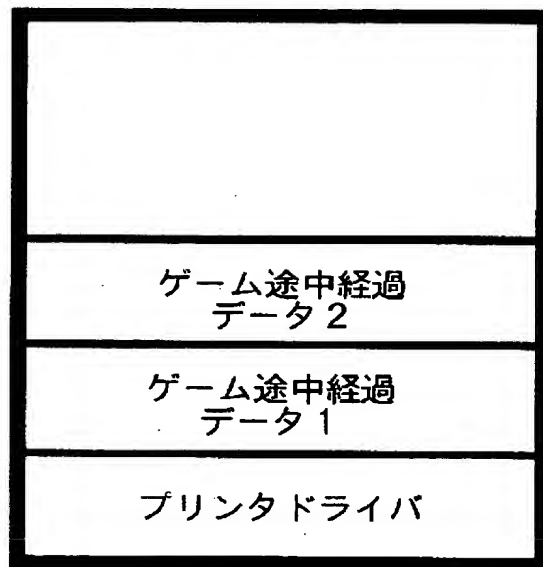 ゲーム途中経過
データ2
ゲーム途中経過
データ1
プリンタドライバ